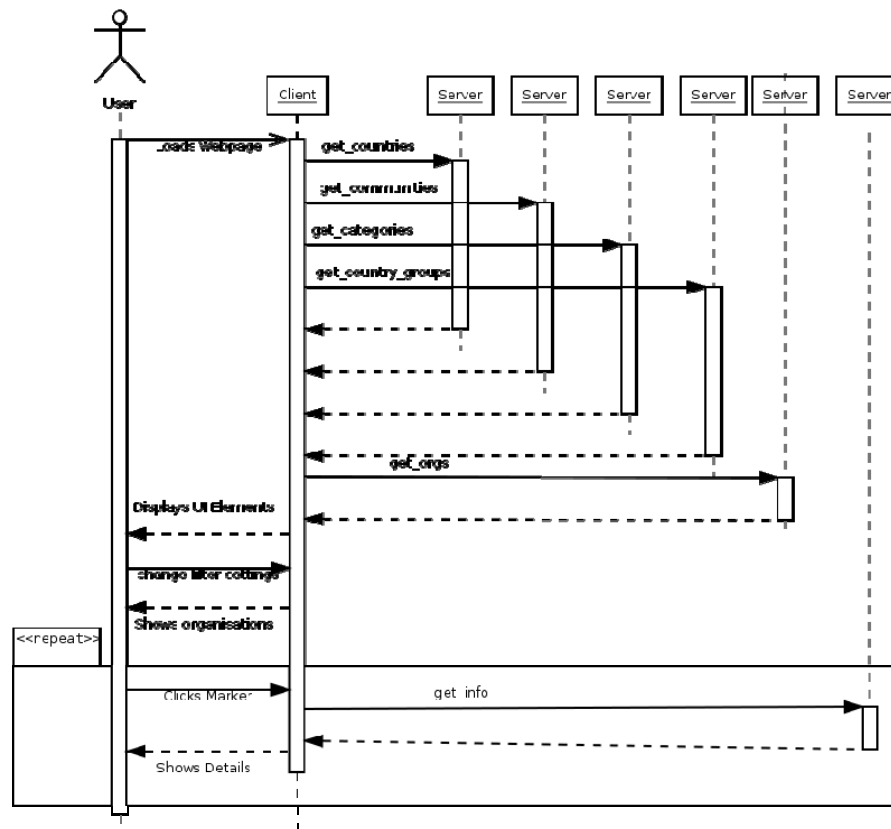 Client
Server
Server
Server
Server
Server
Server
User
Loads Webpage
get_countries
get_communities
get_categories
get_country_groups
get_orgs
Displays UI Elements
change filter settings
Shows organisations
<<repeat>>
Clicks Marker
get_info
Shows Details